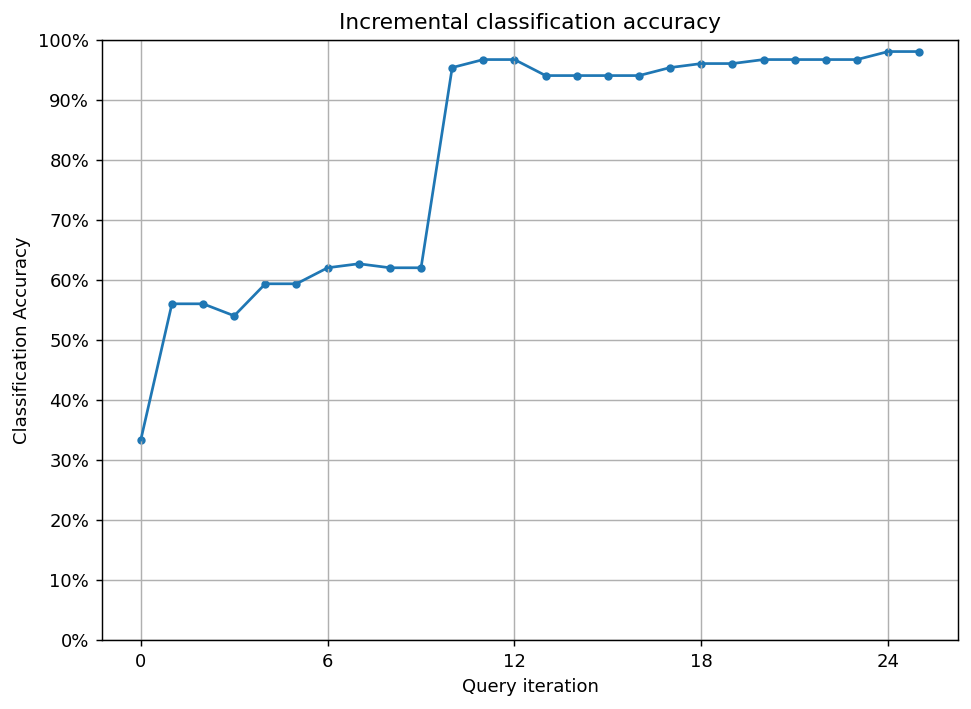 Incremental classification accuracy
100%
90%
80%
70%
60%
50%
40%
30%
20%
10%
0%
Classification Accuracy
0 6 12 18 24
Query iteration